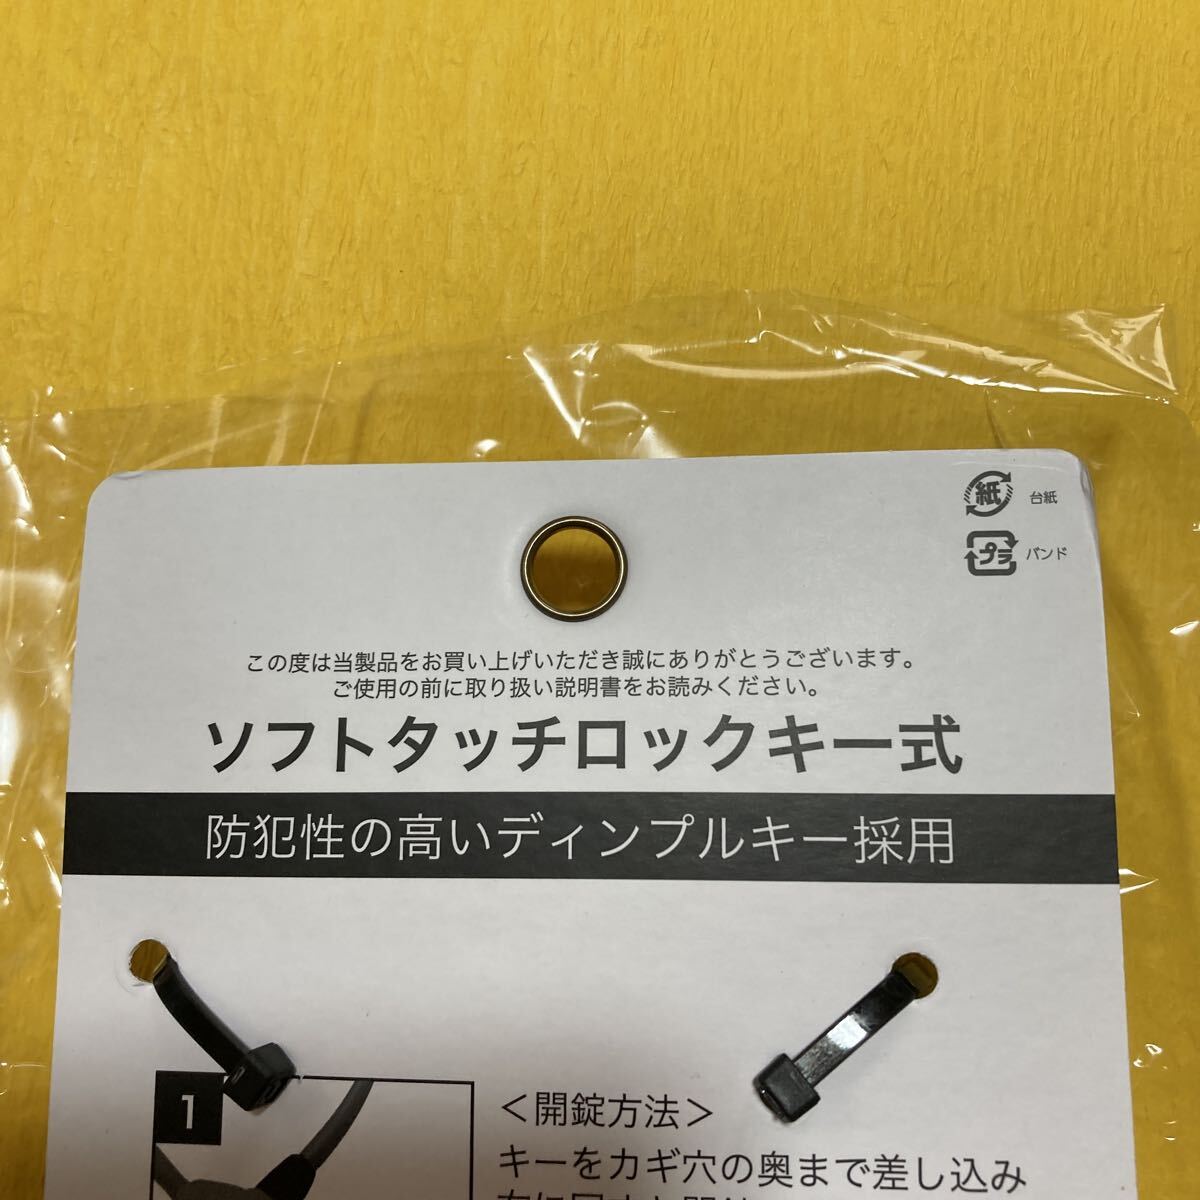 紙 台紙
プラ バンド
この度は当製品をお買い上げいただき誠にありがとうございます。
ご使用の前に取り扱い説明書をお読みください。
ソフトタッチロックキー式
防犯性の高いディンプルキー採用
1
＜開錠方法＞
キーをカギ穴の奥まで差し込み